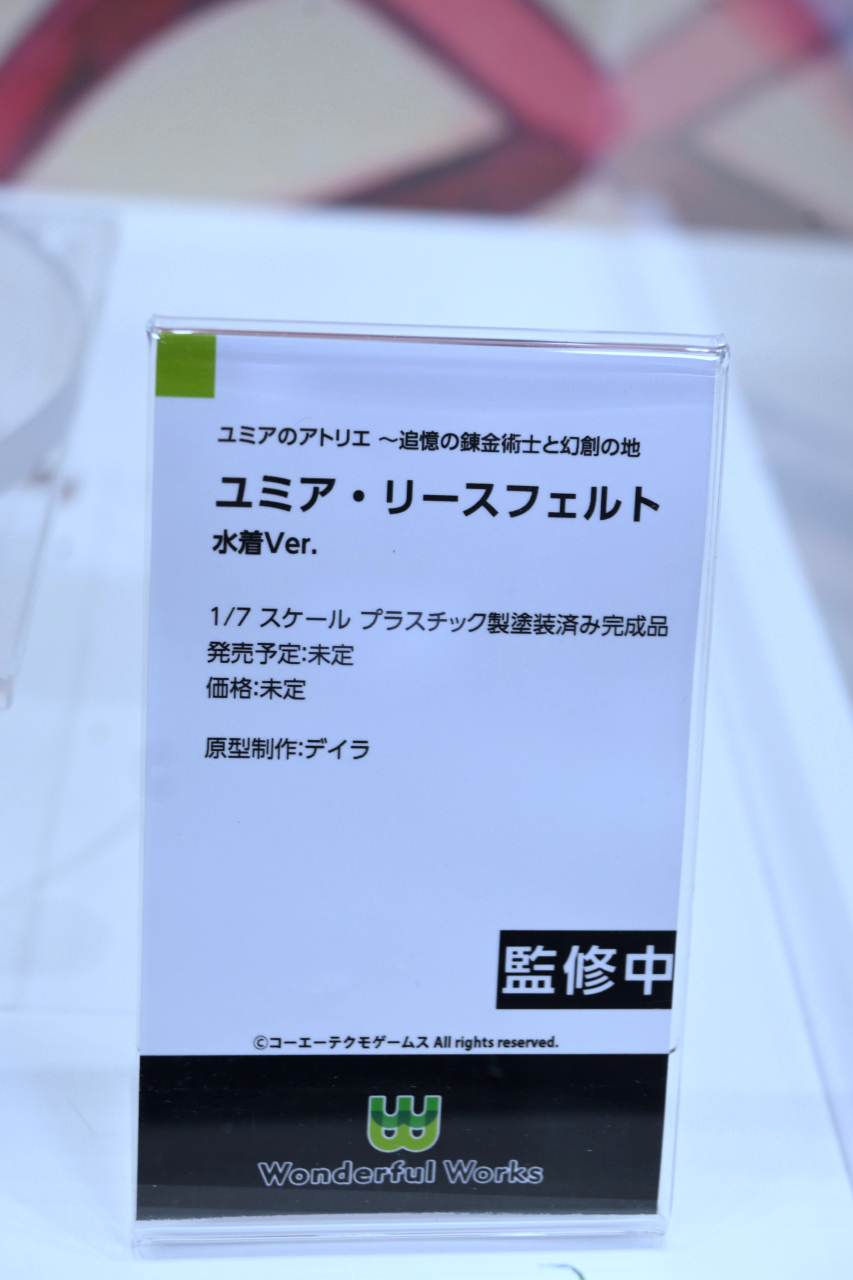 ユミアのアトリエ ～追憶の錬金術士と幻創の地
ユミア・リースフェルト
水着Ver.
1/7 スケール プラスチック製塗装済み完成品
発売予定:未定
価格:未定
原型制作:デイラ
監修中
©コーエーテクモゲームス All rights reserved.
Wonderful Works